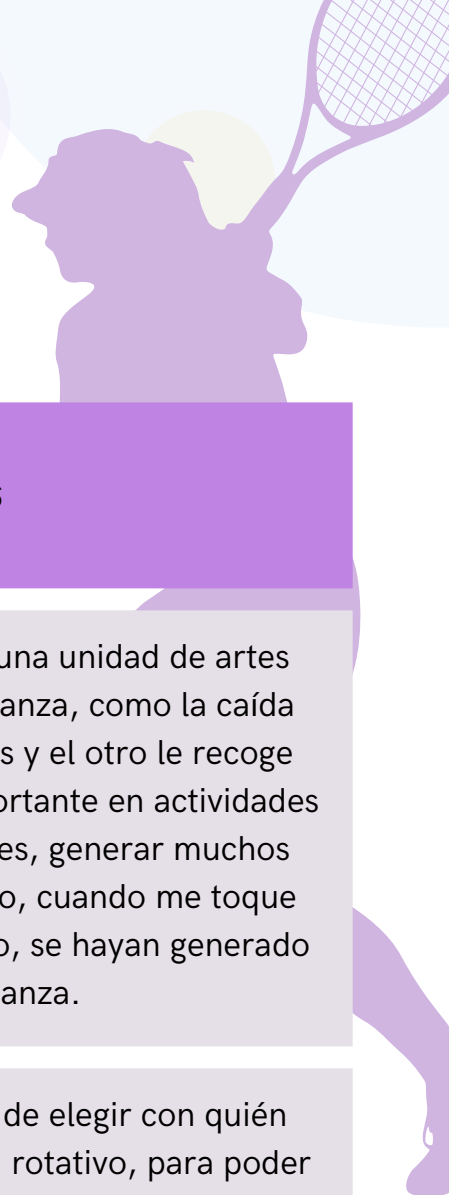 s
una unidad de artes
anza, como la caída
s y el otro le recoge
ortante en actividades
es, generar muchos
o, cuando me toque
o, se hayan generado
anza.
de elegir con quién
rotativo, para poder